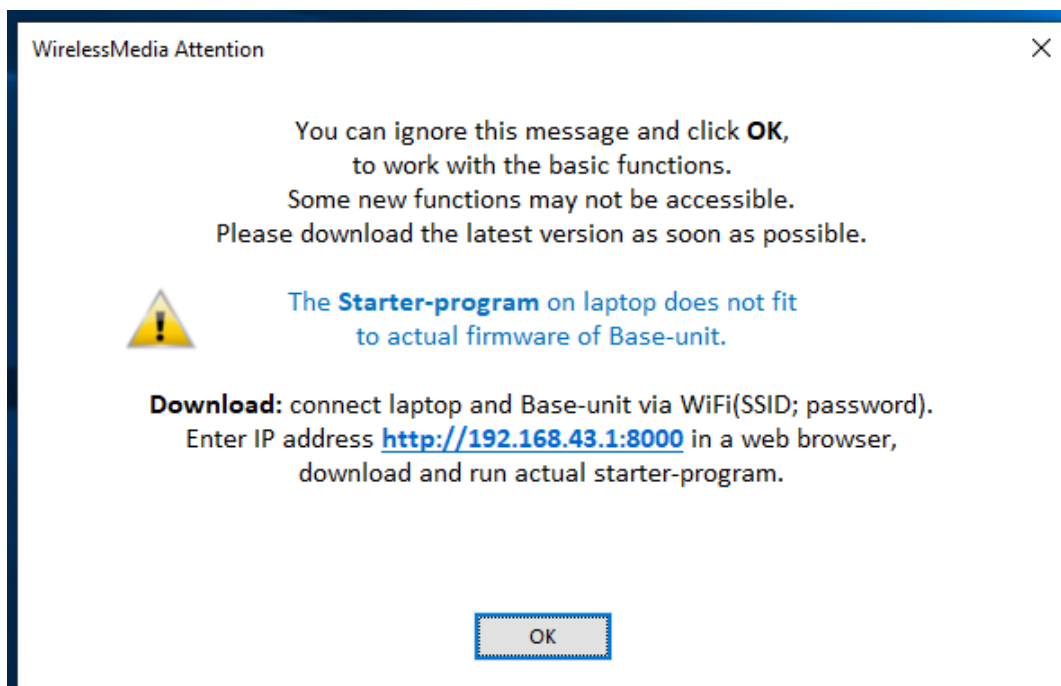 WirelessMedia Attention
You can ignore this message and click OK,
to work with the basic functions.
Some new functions may not be accessible.
Please download the latest version as soon as possible.
The Starter-program on laptop does not fit
to actual firmware of Base-unit.
Download: connect laptop and Base-unit via WiFi(SSID; password).
Enter IP address http://192.168.43.1:8000 in a web browser,
download and run actual starter-program.
OK